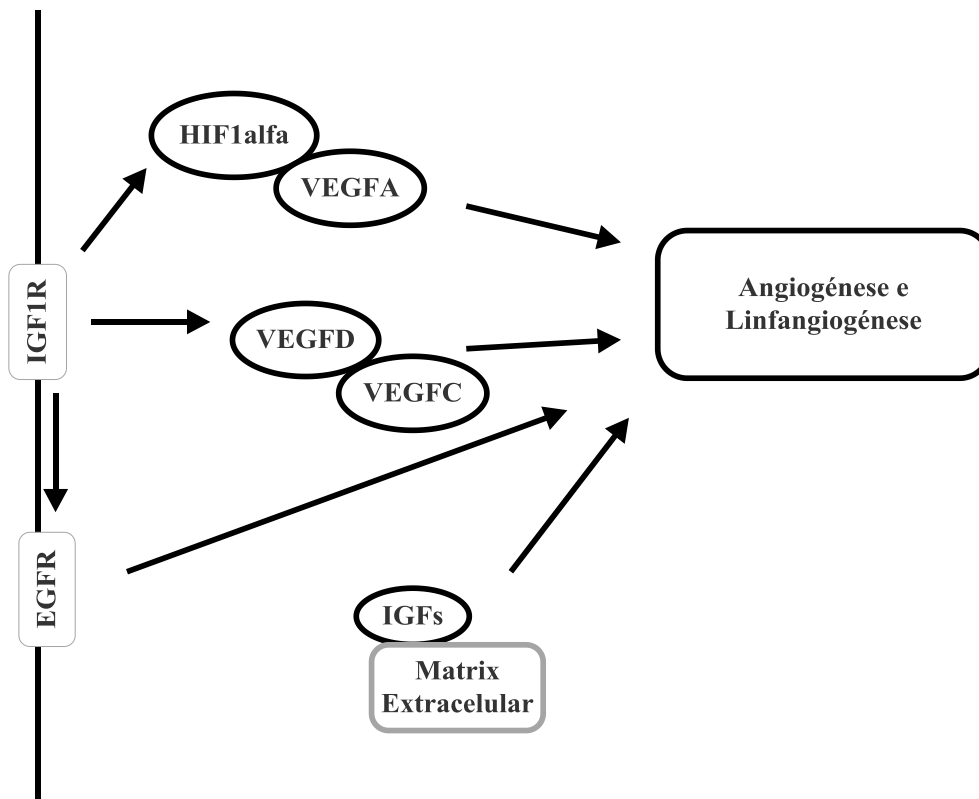 HIF1alfa
VEGFA
IGF1R
VEGFD
VEGFC
Angiogénese e
Linfangiogénese
EGFR
IGFs
Matrix
Extracelular